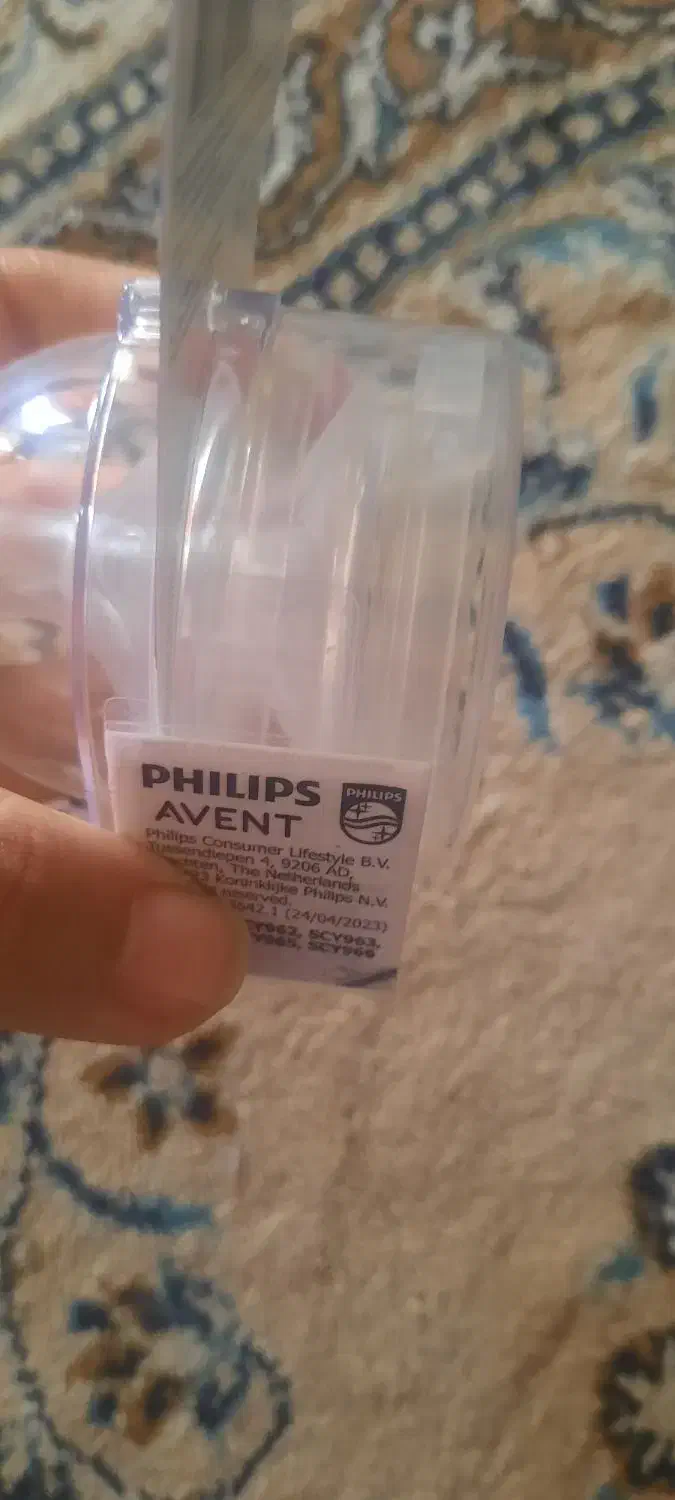 PHILIPS
AVENT
PHILIPS
Philips Consumer Lifestyle B.V.
Tussendiepen 4, 9206 AD,
The Netherlands
Koninklijke Philips N.V.
reserved.
(24/04/2023)
SCY963,
SCY966